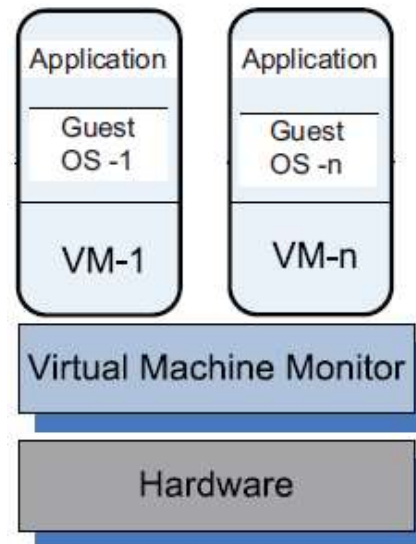 Application
Guest
OS -1
VM-1
Application
Guest
OS -n
VM-n
Virtual Machine Monitor
Hardware